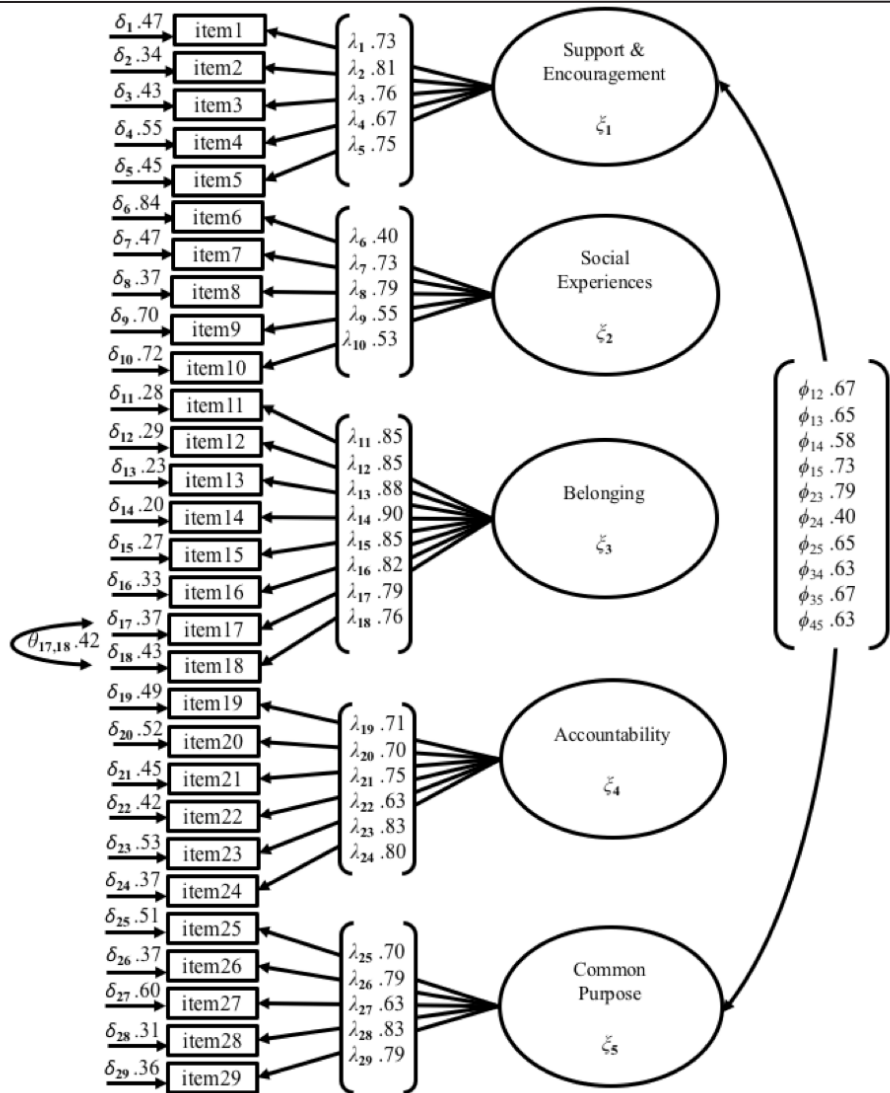 δ1 .47
item1
δ2 .34
item2
δ3 .43
item3
δ4 .55
item4
δ5 .45
item5
λ1 .73
λ2 .81
λ3 .76
λ4 .67
λ5 .75
Support &
Encouragement
ξ1
δ6 .84
item6
δ7 .47
item7
δ8 .37
item8
δ9 .70
item9
δ10 .72
item10
λ6 .40
λ7 .73
λ8 .79
λ9 .55
λ10 .53
Social
Experiences
ξ2
δ11 .28
item11
δ12 .29
item12
δ13 .23
item13
δ14 .20
item14
δ15 .27
item15
δ16 .33
item16
δ17 .37
item17
θ17,18 .42
δ18 .43
item18
λ11 .85
λ12 .85
λ13 .88
λ14 .90
λ15 .85
λ16 .82
λ17 .79
λ18 .76
Belonging
ξ3
ϕ12 .67
ϕ13 .65
ϕ14 .58
ϕ15 .73
ϕ23 .79
ϕ24 .40
ϕ25 .65
ϕ34 .63
ϕ35 .67
ϕ45 .63
δ19 .49
item19
δ20 .52
item20
δ21 .45
item21
δ22 .42
item22
δ23 .53
item23
δ24 .37
item24
λ19 .71
λ20 .70
λ21 .75
λ22 .63
λ23 .83
λ24 .80
Accountability
ξ4
δ25 .51
item25
δ26 .37
item26
δ27 .60
item27
δ28 .31
item28
δ29 .36
item29
λ25 .70
λ26 .79
λ27 .63
λ28 .83
λ29 .79
Common
Purpose
ξ5